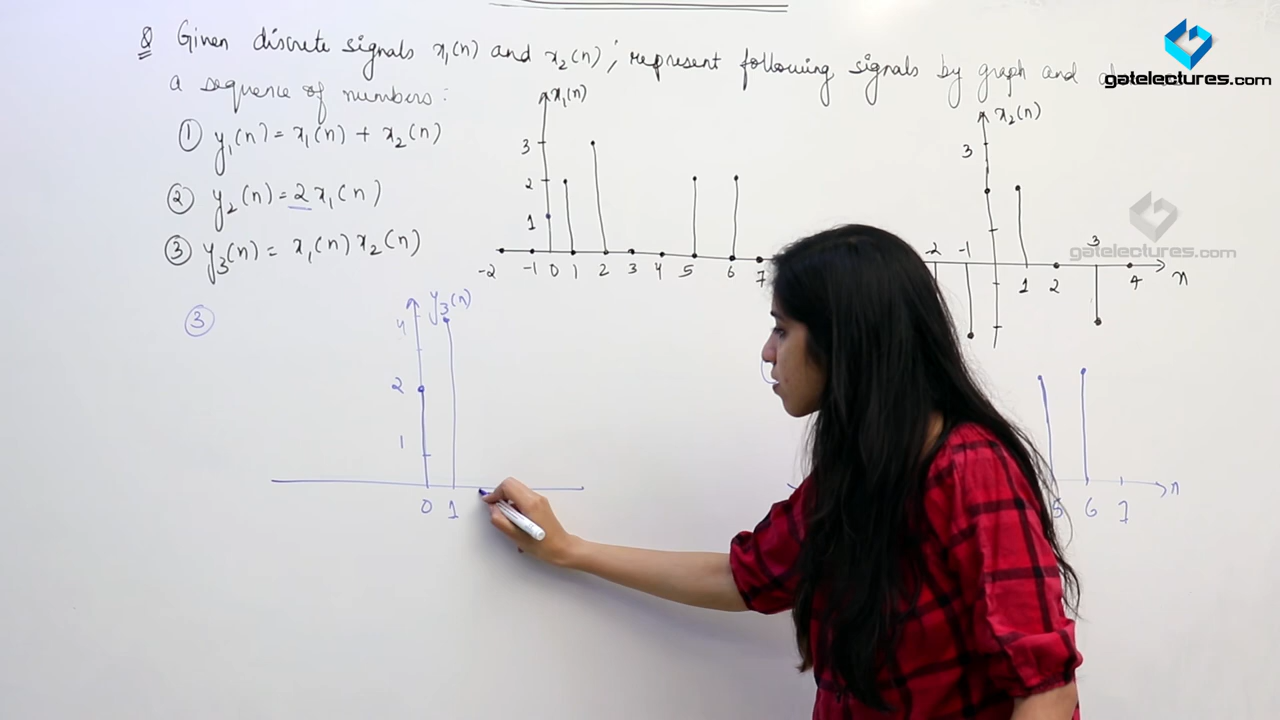 Q Given discrete signals x₁(n) and x₂(n); represent following signals by graph and
a sequence of numbers:
① y₁(n) = x₁(n) + x₂(n)
② y₂(n) = 2 x₁(n)
③ y₃(n) = x₁(n) x₂(n)
gatelectures.com
x₁(n)
3
2
1
-2 -1 0 1 2 3 4 5 6 7
x₂(n)
3
gatelectures.com
-2 -1 3
1 2 4 n
③
y₃(n)
4
2
1
0 1
5 6 7 n